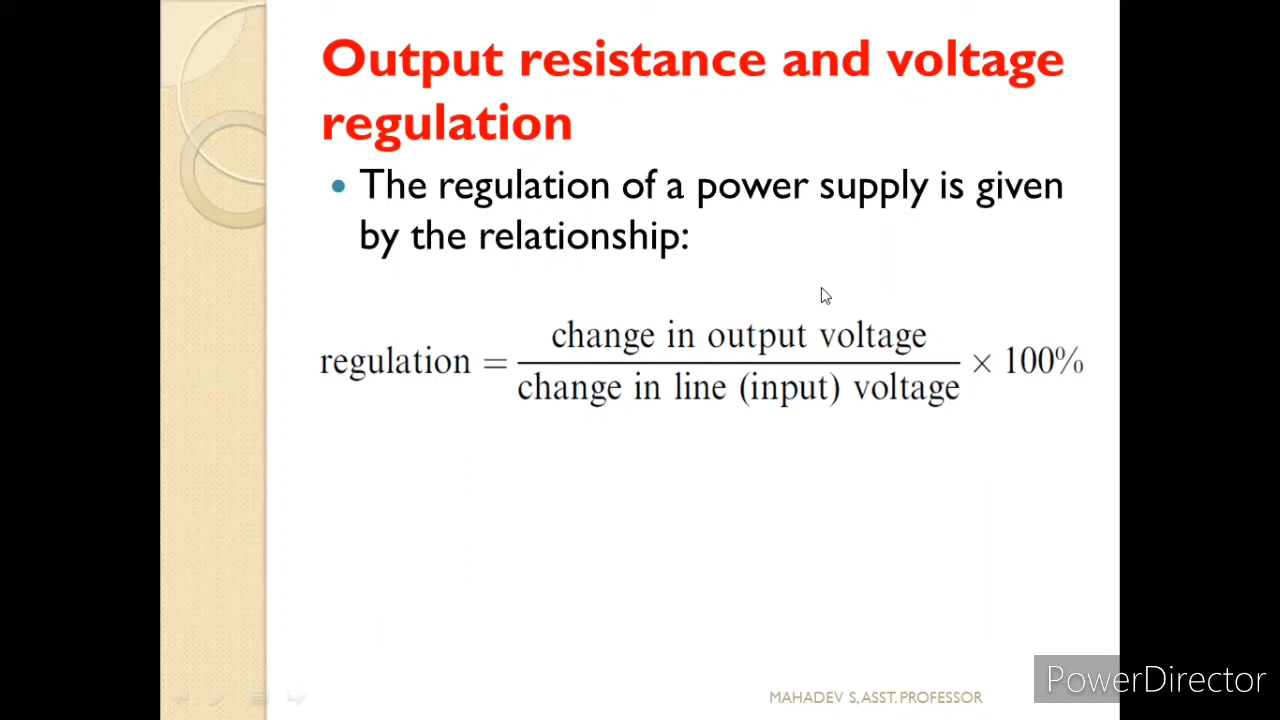 Output resistance and voltage
regulation
• The regulation of a power supply is given
by the relationship:
change in output voltage
regulation = ——— × 100%
change in line (input) voltage
MAHADEV S, ASST. PROFESSOR
PowerDirector